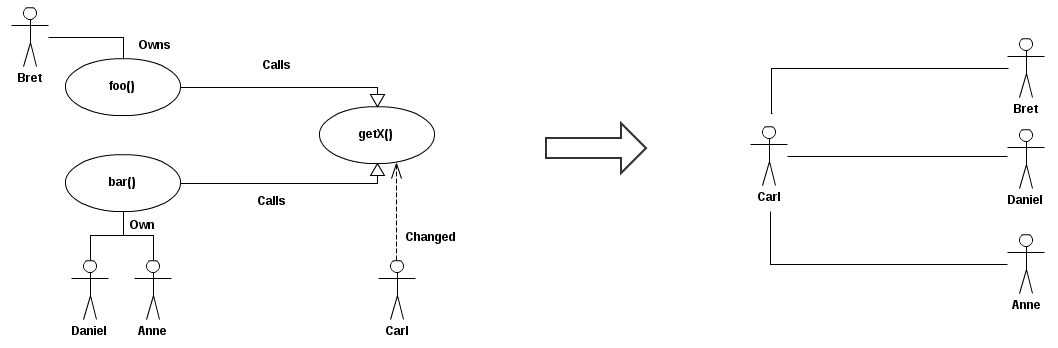 Bret
Owns
foo()
Calls
getX()
bar()
Calls
Own
Changed
Daniel
Anne
Carl
Bret
Carl
Daniel
Anne